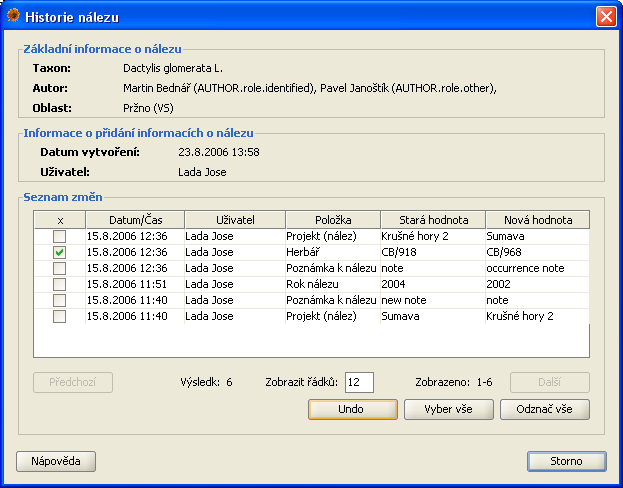 Historie nálezu
Základní informace o nálezu
Taxon: Dactylis glomerata L.
Autor: Martin Bednář (AUTHOR.role.identified), Pavel Janoštík (AUTHOR.role.other),
Oblast: Pržno (VS)
Informace o přidání informacích o nálezu
Datum vytvoření: 23.8.2006 13:58
Uživatel: Lada Jose
Seznam změn
x Datum/Čas Uživatel Položka Stará hodnota Nová hodnota
15.8.2006 12:36 Lada Jose Projekt (nález) Krušné hory 2 Sumava
15.8.2006 12:36 Lada Jose Herbář CB/918 CB/968
15.8.2006 12:36 Lada Jose Poznámka k nálezu note occurrence note
15.8.2006 11:51 Lada Jose Rok nálezu 2004 2002
15.8.2006 11:40 Lada Jose Poznámka k nálezu new note note
15.8.2006 11:40 Lada Jose Projekt (nález) Sumava Krušné hory 2
Předchozí Výsledk: 6 Zobrazit řádků: 12 Zobrazeno: 1-6 Další
Undo Vyber vše Odznač vše
Nápověda Storno